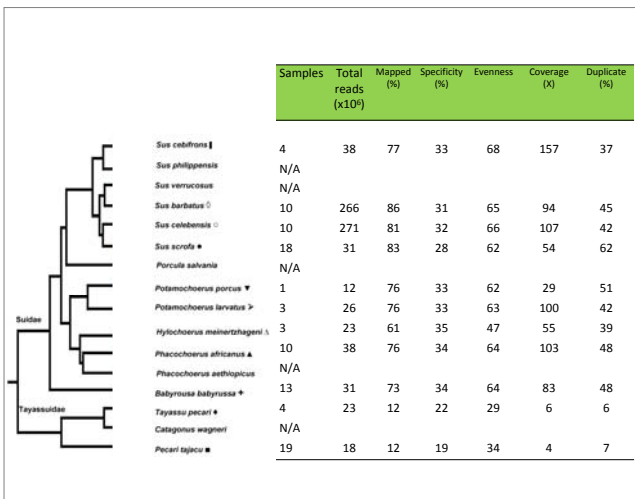 Samples Total reads (x10⁶) Mapped (%) Specificity (%) Evenness Coverage (X) Duplicate (%)
Sus cebifrons 4 38 77 33 68 157 37
Sus philippensis N/A
Sus verrucosus N/A
Sus barbatus 10 266 86 31 65 94 45
Sus celebensis 10 271 81 32 66 107 42
Sus scrofa 18 31 83 28 62 54 62
Porcula salvania N/A
Potamochoerus porcus 1 12 76 33 62 29 51
Potamochoerus larvatus 3 26 76 33 63 100 42
Suidae
Hylochoerus meinertzhageni 3 23 61 35 47 55 39
Phacochoerus africanus 10 38 76 34 64 103 48
Phacochoerus aethiopicus N/A
Babyrousa babyrussa 13 31 73 34 64 83 48
Tayassuidae
Tayassu pecari 4 23 12 22 29 6 6
Catagonus wagneri N/A
Pecari tajacu 19 18 12 19 34 4 7